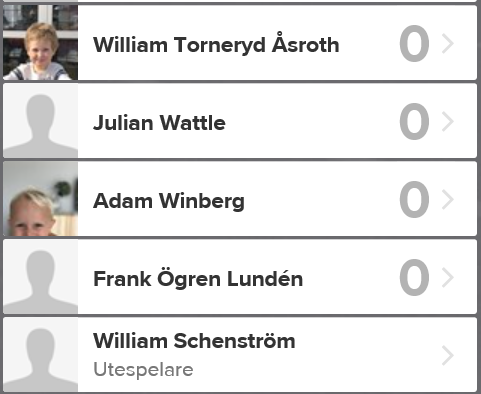 William Torneryd Åsroth 0
Julian Wattle 0
Adam Winberg 0
Frank Ögren Lundén 0
William Schenström
Utespelare